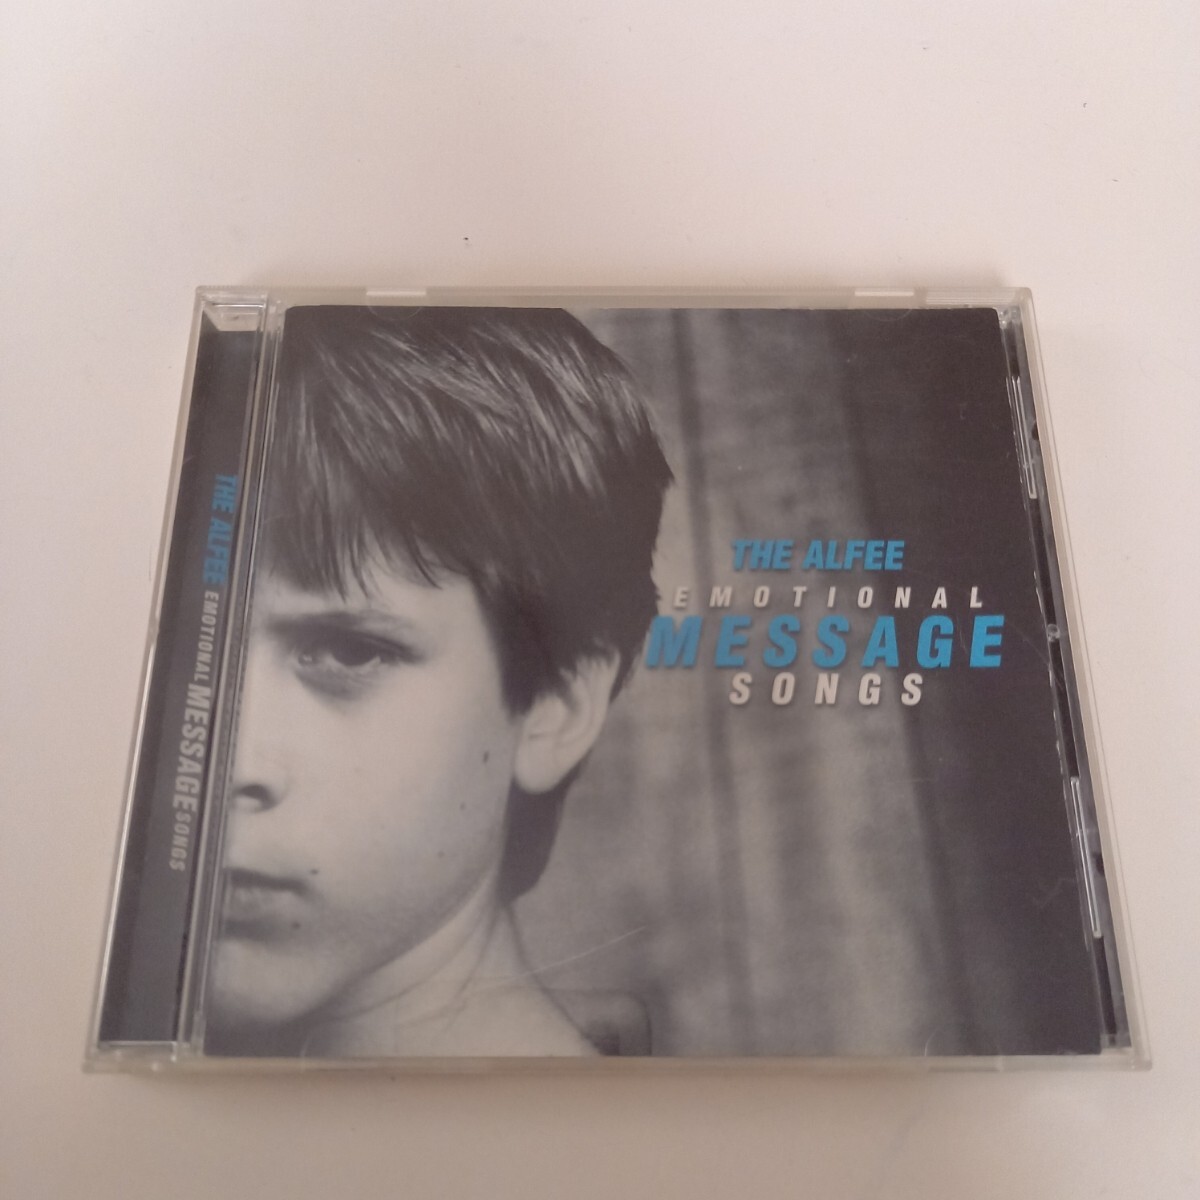 THE ALFEE EMOTIONAL MESSAGE SONGS
THE ALFEE
EMOTIONAL
MESSAGE
SONGS